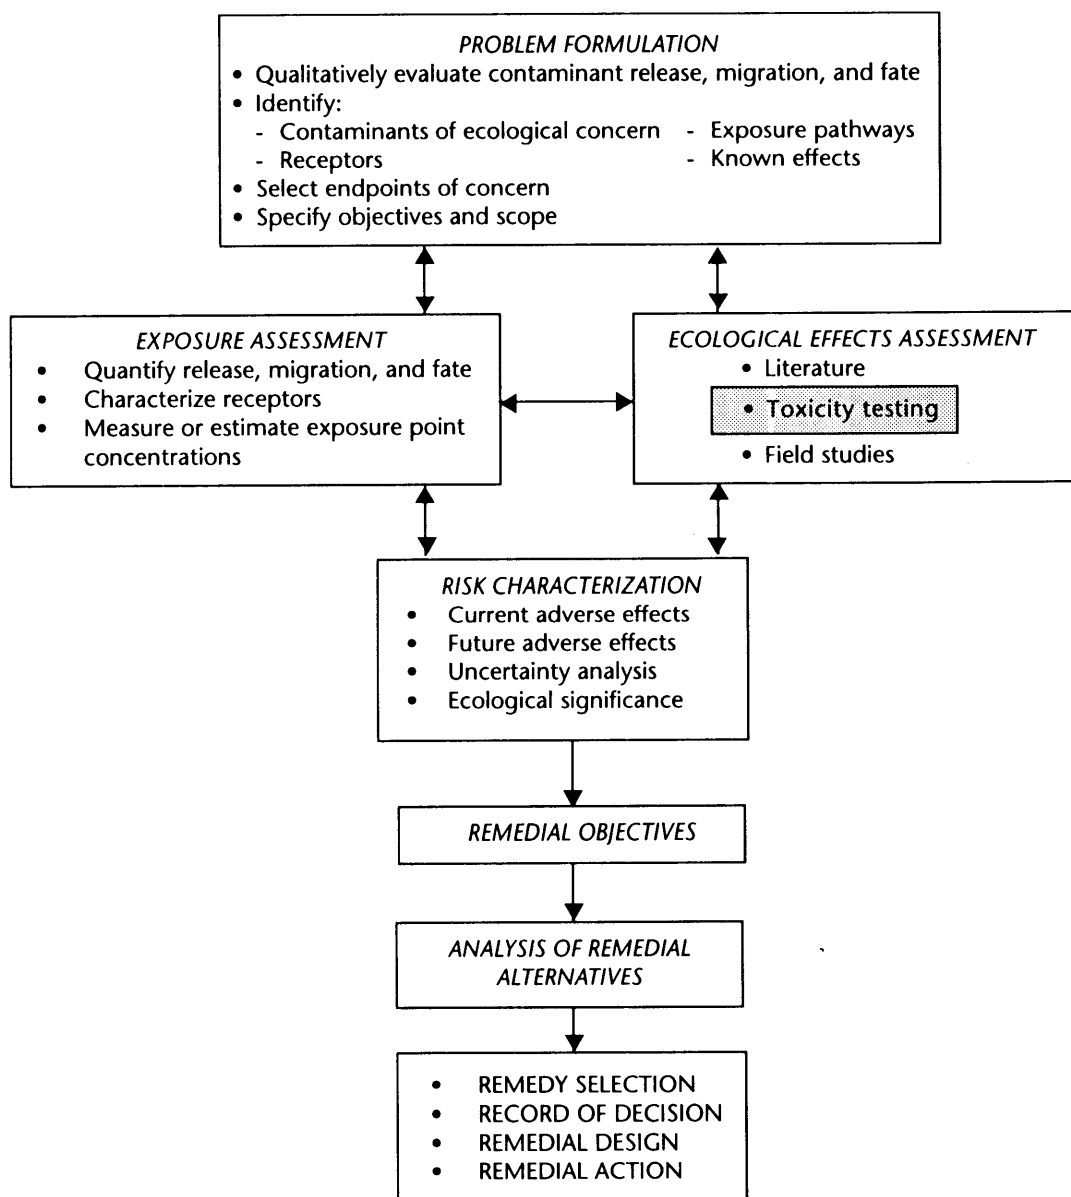 PROBLEM FORMULATION
• Qualitatively evaluate contaminant release, migration, and fate
• Identify:
- Contaminants of ecological concern - Exposure pathways
- Receptors - Known effects
• Select endpoints of concern
• Specify objectives and scope
EXPOSURE ASSESSMENT
• Quantify release, migration, and fate
• Characterize receptors
• Measure or estimate exposure point
concentrations
ECOLOGICAL EFFECTS ASSESSMENT
• Literature
• Toxicity testing
• Field studies
RISK CHARACTERIZATION
• Current adverse effects
• Future adverse effects
• Uncertainty analysis
• Ecological significance
REMEDIAL OBJECTIVES
ANALYSIS OF REMEDIAL
ALTERNATIVES
• REMEDY SELECTION
• RECORD OF DECISION
• REMEDIAL DESIGN
• REMEDIAL ACTION